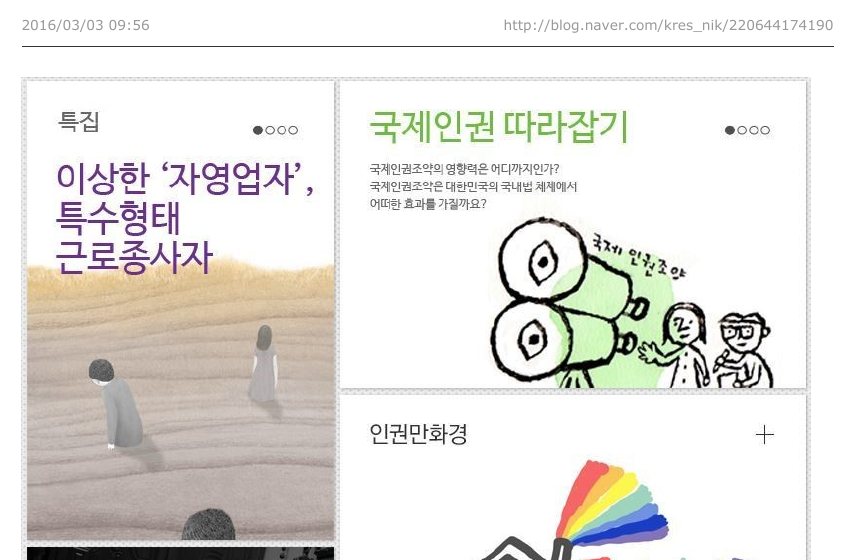 2016/03/03 09:56
http://blog.naver.com/kres_nik/220644174190
특집
이상한 ‘자영업자’,
특수형태
근로종사자
국제인권 따라잡기
국제인권조약의 영향력은 어디까지인가?
국제인권조약은 대한민국의 국내법 체제에서
어떠한 효과를 가질까요?
국제 인권조약
인권만화경